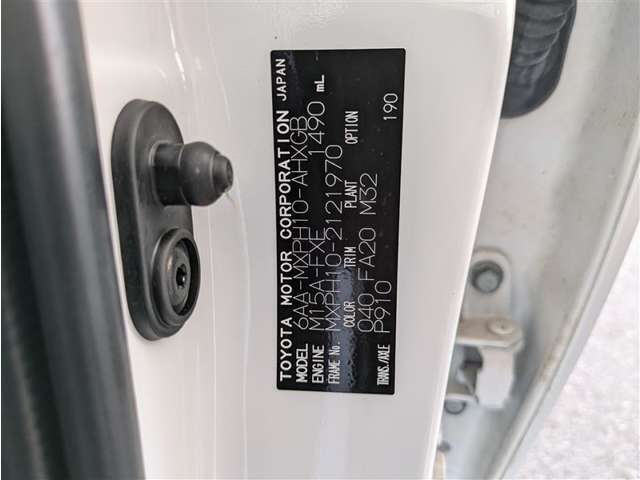 TOYOTA MOTOR CORPORATION JAPAN
MODEL 6AA-MXPH10-AHXGB
ENGINE M15A-FXE 1490 mL
FRAME No. MXPH10-2121970
COLOR TRIM PLANT OPTION
040 FA20 M32 190
TRANS./AXLE P910